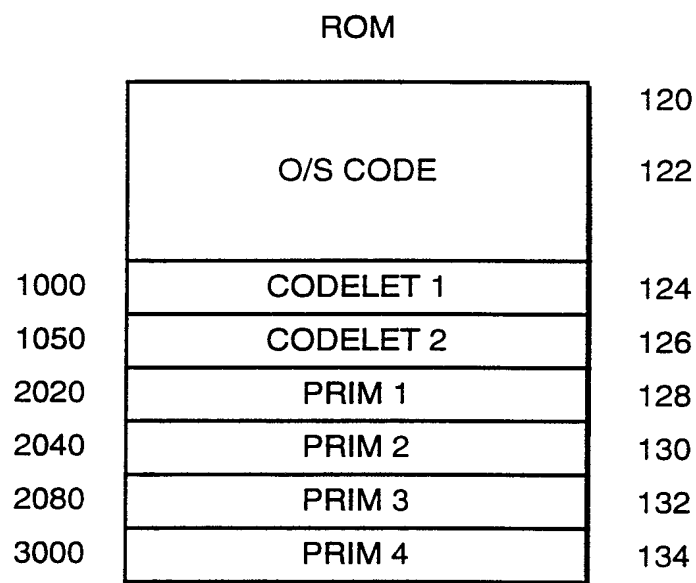 ROM
120
O/S CODE 122
1000 CODELET 1 124
1050 CODELET 2 126
2020 PRIM 1 128
2040 PRIM 2 130
2080 PRIM 3 132
3000 PRIM 4 134